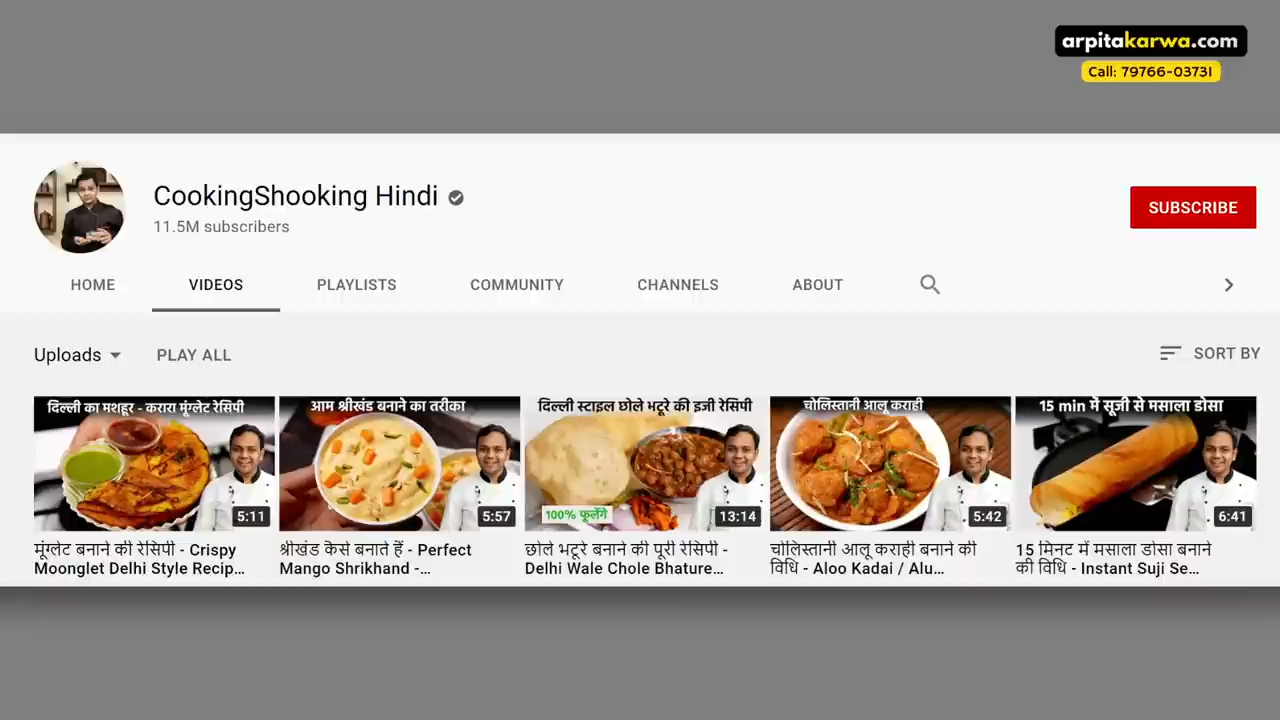 arpitakarwa.com
Call: 79766-03731
CookingShooking Hindi
11.5M subscribers
SUBSCRIBE
HOME VIDEOS PLAYLISTS COMMUNITY CHANNELS ABOUT
Uploads PLAY ALL SORT BY
दिल्ली का मशहूर - करारा मूंग्लेट रेसिपी
5:11
मूंग्लेट बनाने की रेसिपी - Crispy
Moonglet Delhi Style Recip...
आम श्रीखंड बनाने का तरीका
5:57
श्रीखंड कैसे बनाते हैं - Perfect
Mango Shrikhand -...
दिल्ली स्टाइल छोले भटूरे की इजी रेसिपी
100% फूलेंगे
13:14
छोले भटूरे बनाने की पूरी रेसिपी -
Delhi Wale Chole Bhature...
चोलिस्तानी आलू कराही
5:42
चोलिस्तानी आलू कराही बनाने की
विधि - Aloo Kadai / Alu...
15 min में सूजी से मसाला डोसा
6:41
15 मिनट में मसाला डोसा बनाने
की विधि - Instant Suji Se...